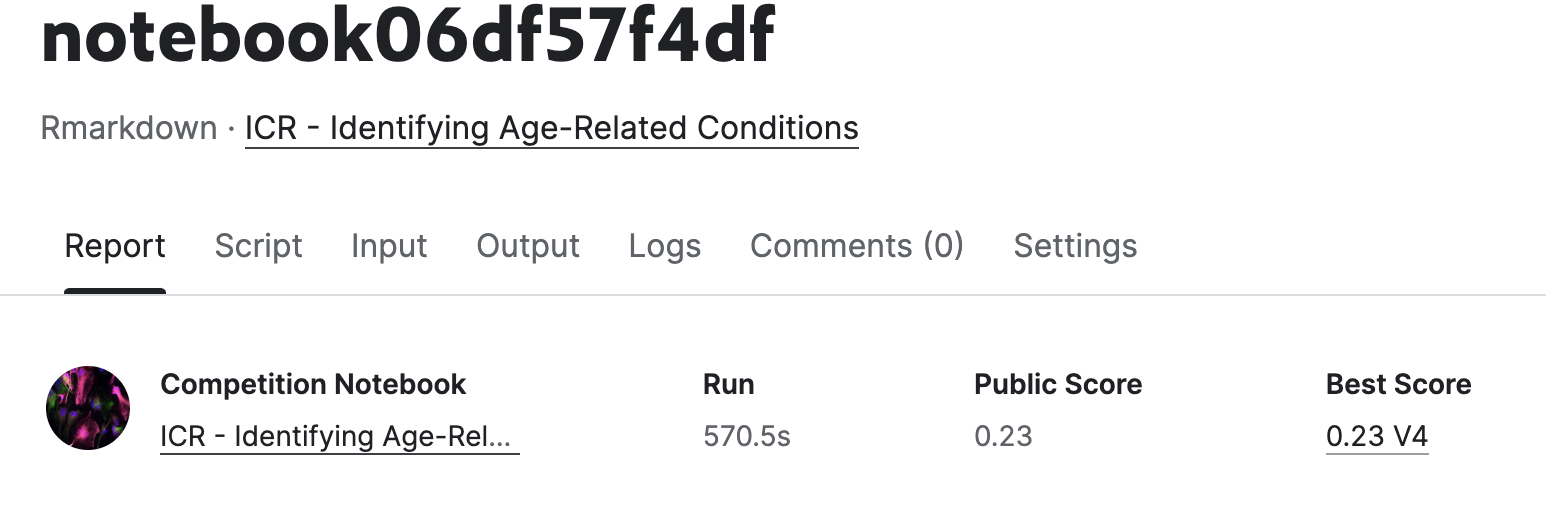 notebook06df57f4df
Rmarkdown · ICR - Identifying Age-Related Conditions
Report Script Input Output Logs Comments (0) Settings
Competition Notebook Run Public Score Best Score
ICR - Identifying Age-Rel... 570.5s 0.23 0.23 V4